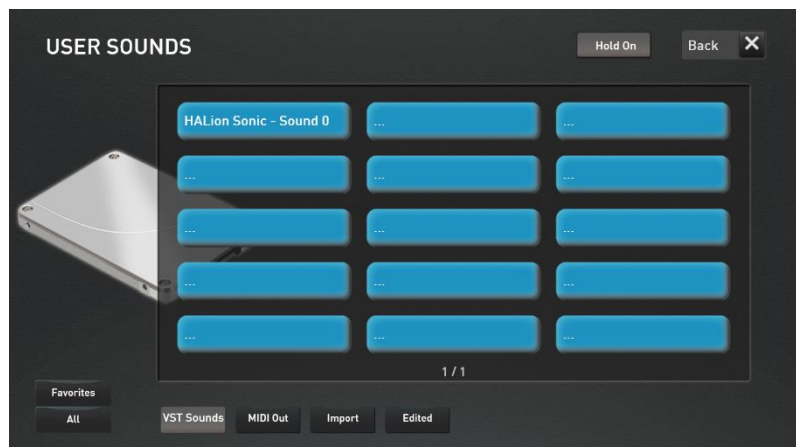 USER SOUNDS
Hold On
Back
HALion Sonic - Sound 0
...
...
...
...
...
...
...
...
...
...
...
...
...
...
1 / 1
Favorites
All
VST Sounds
MIDI Out
Import
Edited